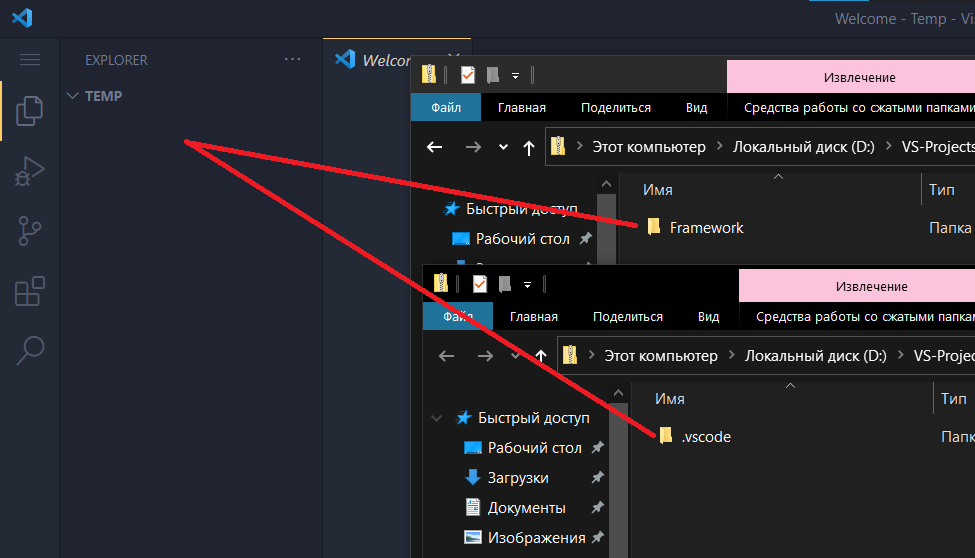 Welcome - Temp - Vi
EXPLORER
Welcom
TEMP
Извлечение
Файл Главная Поделиться Вид Средства работы со сжатыми папками
Этот компьютер Локальный диск (D:) VS-Projects
Имя Тип
Быстрый доступ
Framework Папка
Рабочий стол
Извлечение
Файл Главная Поделиться Вид Средства работы со сжатыми папкам
Этот компьютер Локальный диск (D:) VS-Projec
Имя Тип
Быстрый доступ
.vscode Папк
Рабочий стол
Загрузки
Документы
Изображения